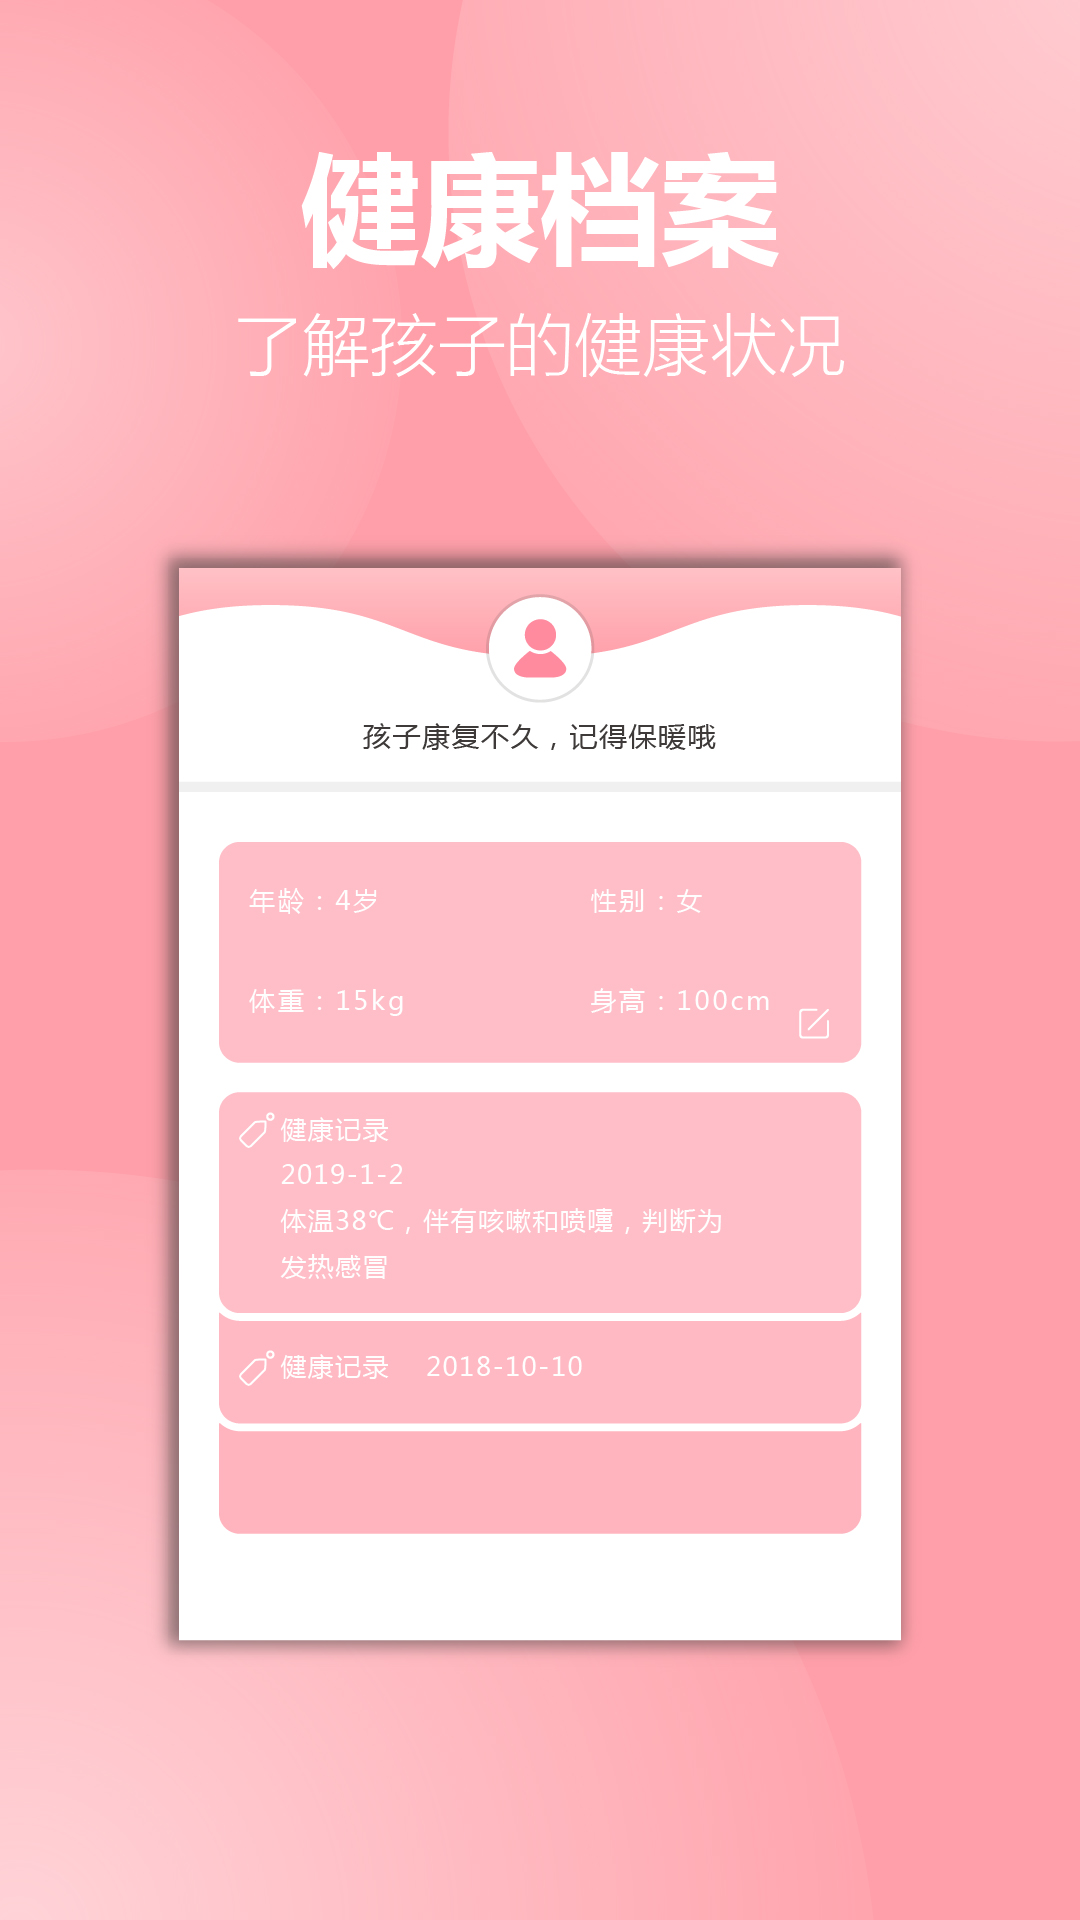 健康档案
了解孩子的健康状况
孩子康复不久，记得保暖哦
年龄：4岁
性别：女
体重：15kg
身高：100cm
健康记录
2019-1-2
体温38℃，伴有咳嗽和喷嚏，判断为
发热感冒
健康记录 2018-10-10